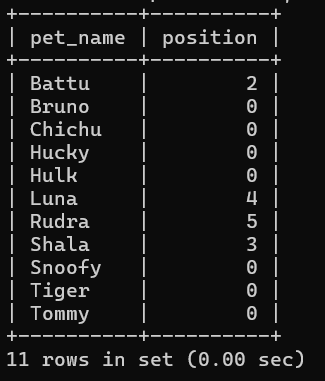 +----------+----------+
| pet_name | position |
+----------+----------+
| Battu    |        2 |
| Bruno    |        0 |
| Chichu   |        0 |
| Hucky    |        0 |
| Hulk     |        0 |
| Luna     |        4 |
| Rudra    |        5 |
| Shala    |        3 |
| Snoofy   |        0 |
| Tiger    |        0 |
| Tommy    |        0 |
+----------+----------+
11 rows in set (0.00 sec)